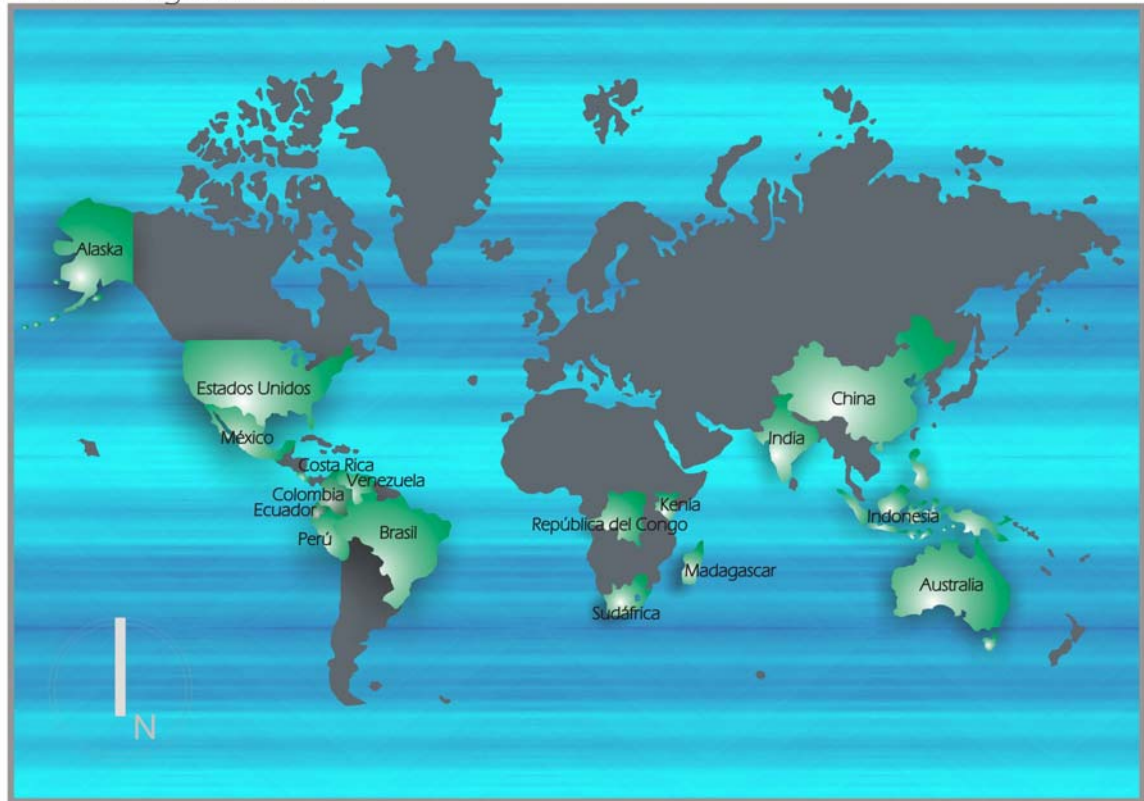 Alaska
Estados Unidos
México
Costa Rica
Venezuela
Colombia
Ecuador
Perú
Brasil
República del Congo
Kenia
Madagascar
Sudáfrica
China
India
Indonesia
Australia
N